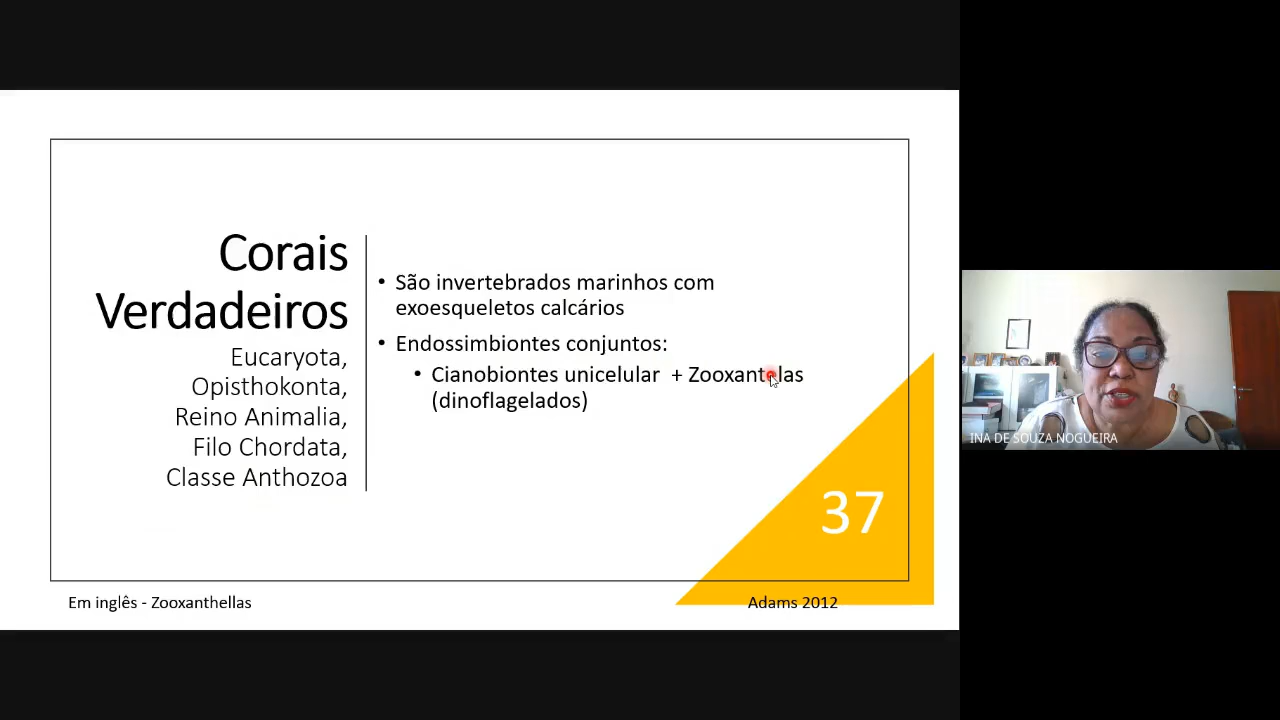 Corais
Verdadeiros
Eucaryota,
Opisthokonta,
Reino Animalia,
Filo Chordata,
Classe Anthozoa
• São invertebrados marinhos com
exoesqueletos calcários
• Endossimbiontes conjuntos:
• Cianobiontes unicelular + Zooxantelas
(dinoflagelados)
37
Em inglês - Zooxanthellas
Adams 2012
INA DE SOUZA NOGUEIRA